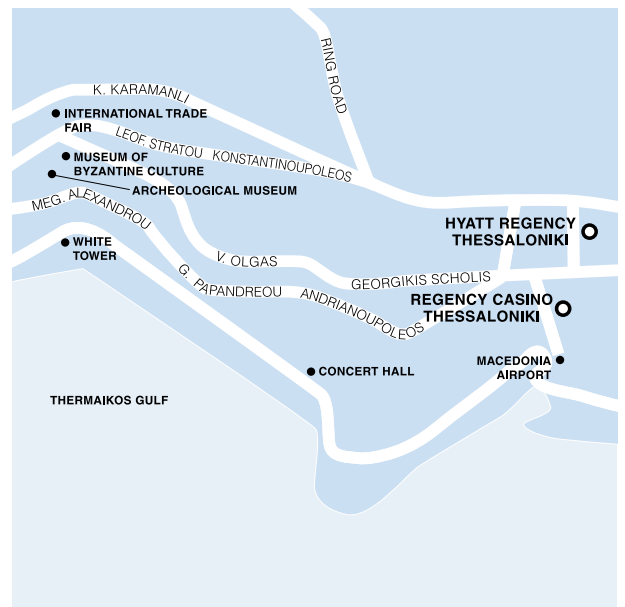 RING ROAD
K. KARAMANLI
INTERNATIONAL TRADE
FAIR
LEOF. STRATOU KONSTANTINOUPOLEOS
MUSEUM OF
BYZANTINE CULTURE
ARCHEOLOGICAL MUSEUM
MEG. ALEXANDROU
HYATT REGENCY
THESSALONIKI
WHITE
TOWER
V. OLGAS
GEORGIKIS SCHOLIS
G. PAPANDREOU
ANDRIANOUPOLEOS
REGENCY CASINO
THESSALONIKI
CONCERT HALL
MACEDONIA
AIRPORT
THERMAIKOS GULF